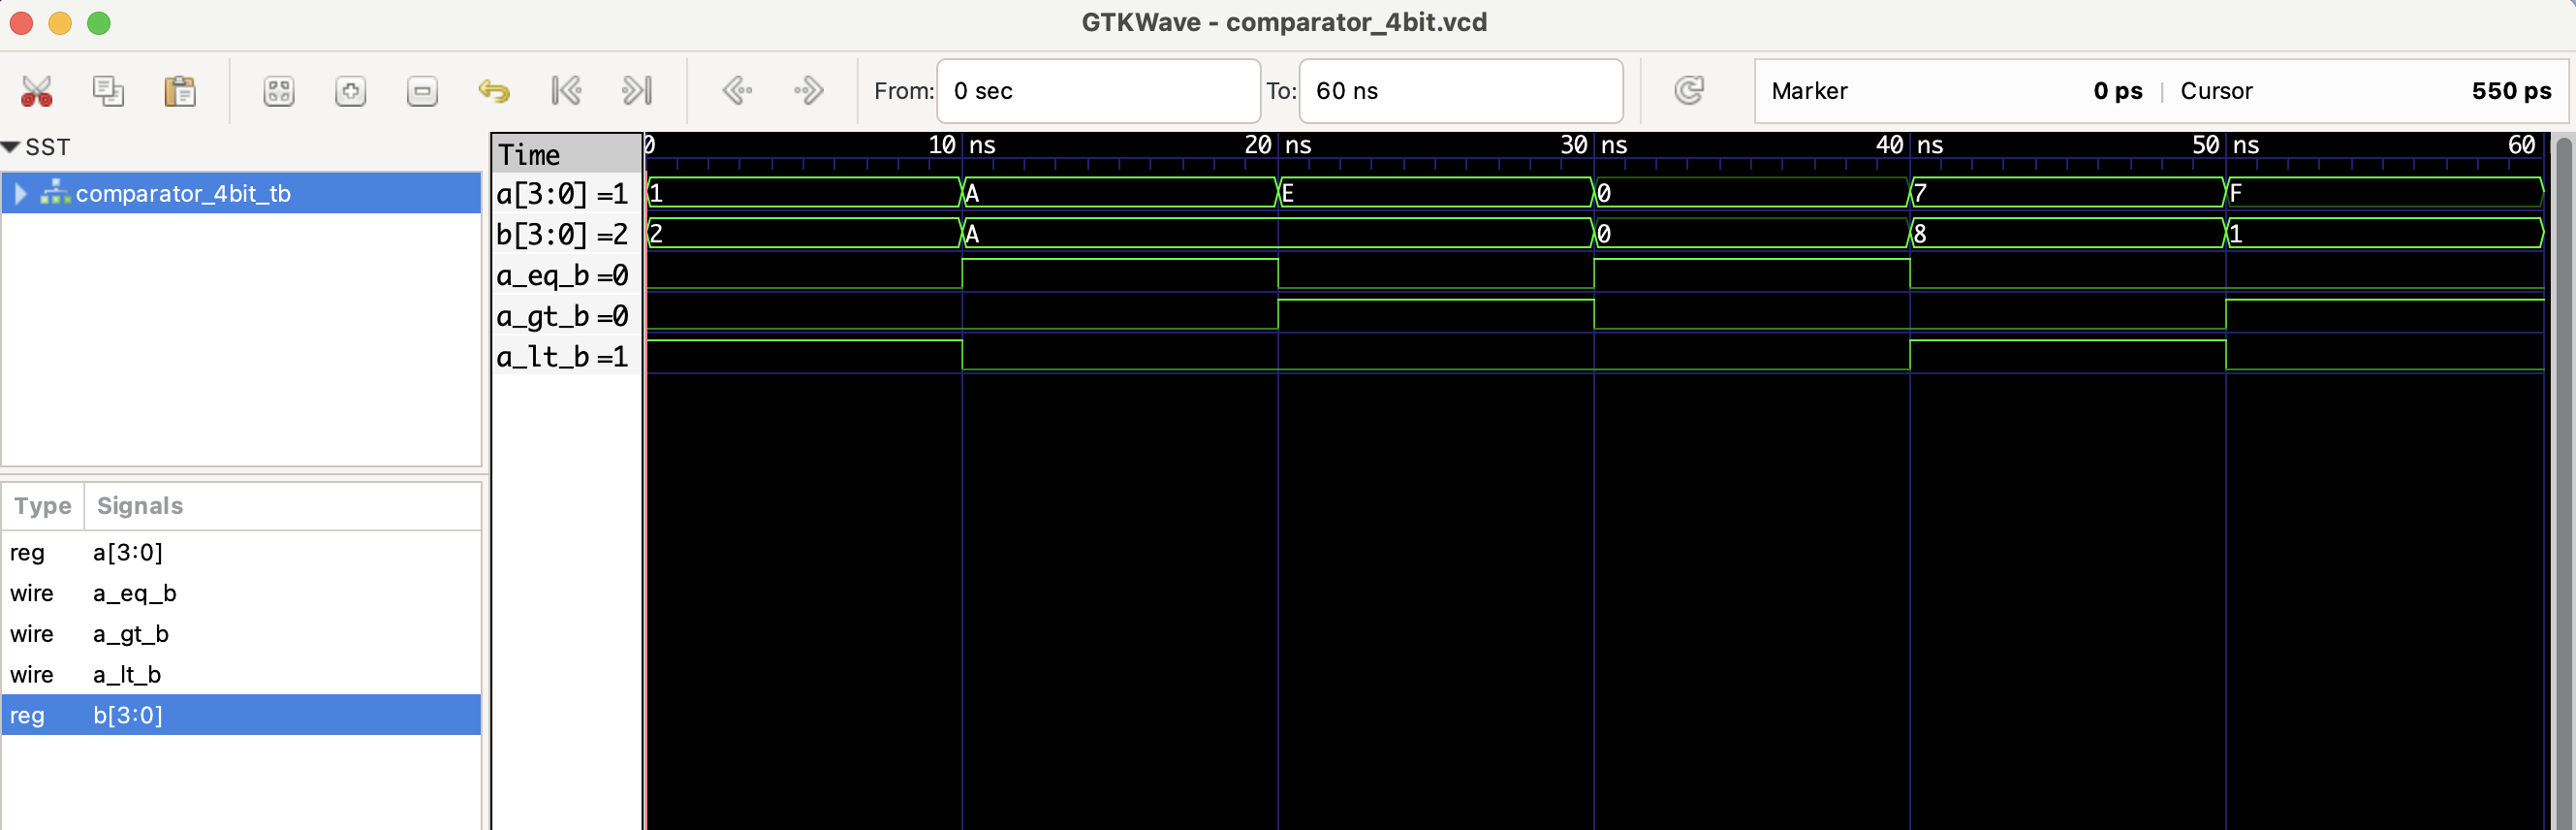 GTKWave - comparator_4bit.vcd
From: 0 sec To: 60 ns Marker 0 ps | Cursor 550 ps
SST
comparator_4bit_tb
Type Signals
reg a[3:0]
wire a_eq_b
wire a_gt_b
wire a_lt_b
reg b[3:0]
Time
a[3:0] =1
b[3:0] =2
a_eq_b =0
a_gt_b =0
a_lt_b =1
0 10 ns 20 ns 30 ns 40 ns 50 ns 60
1 A E 0 7 F
2 A 0 8 1